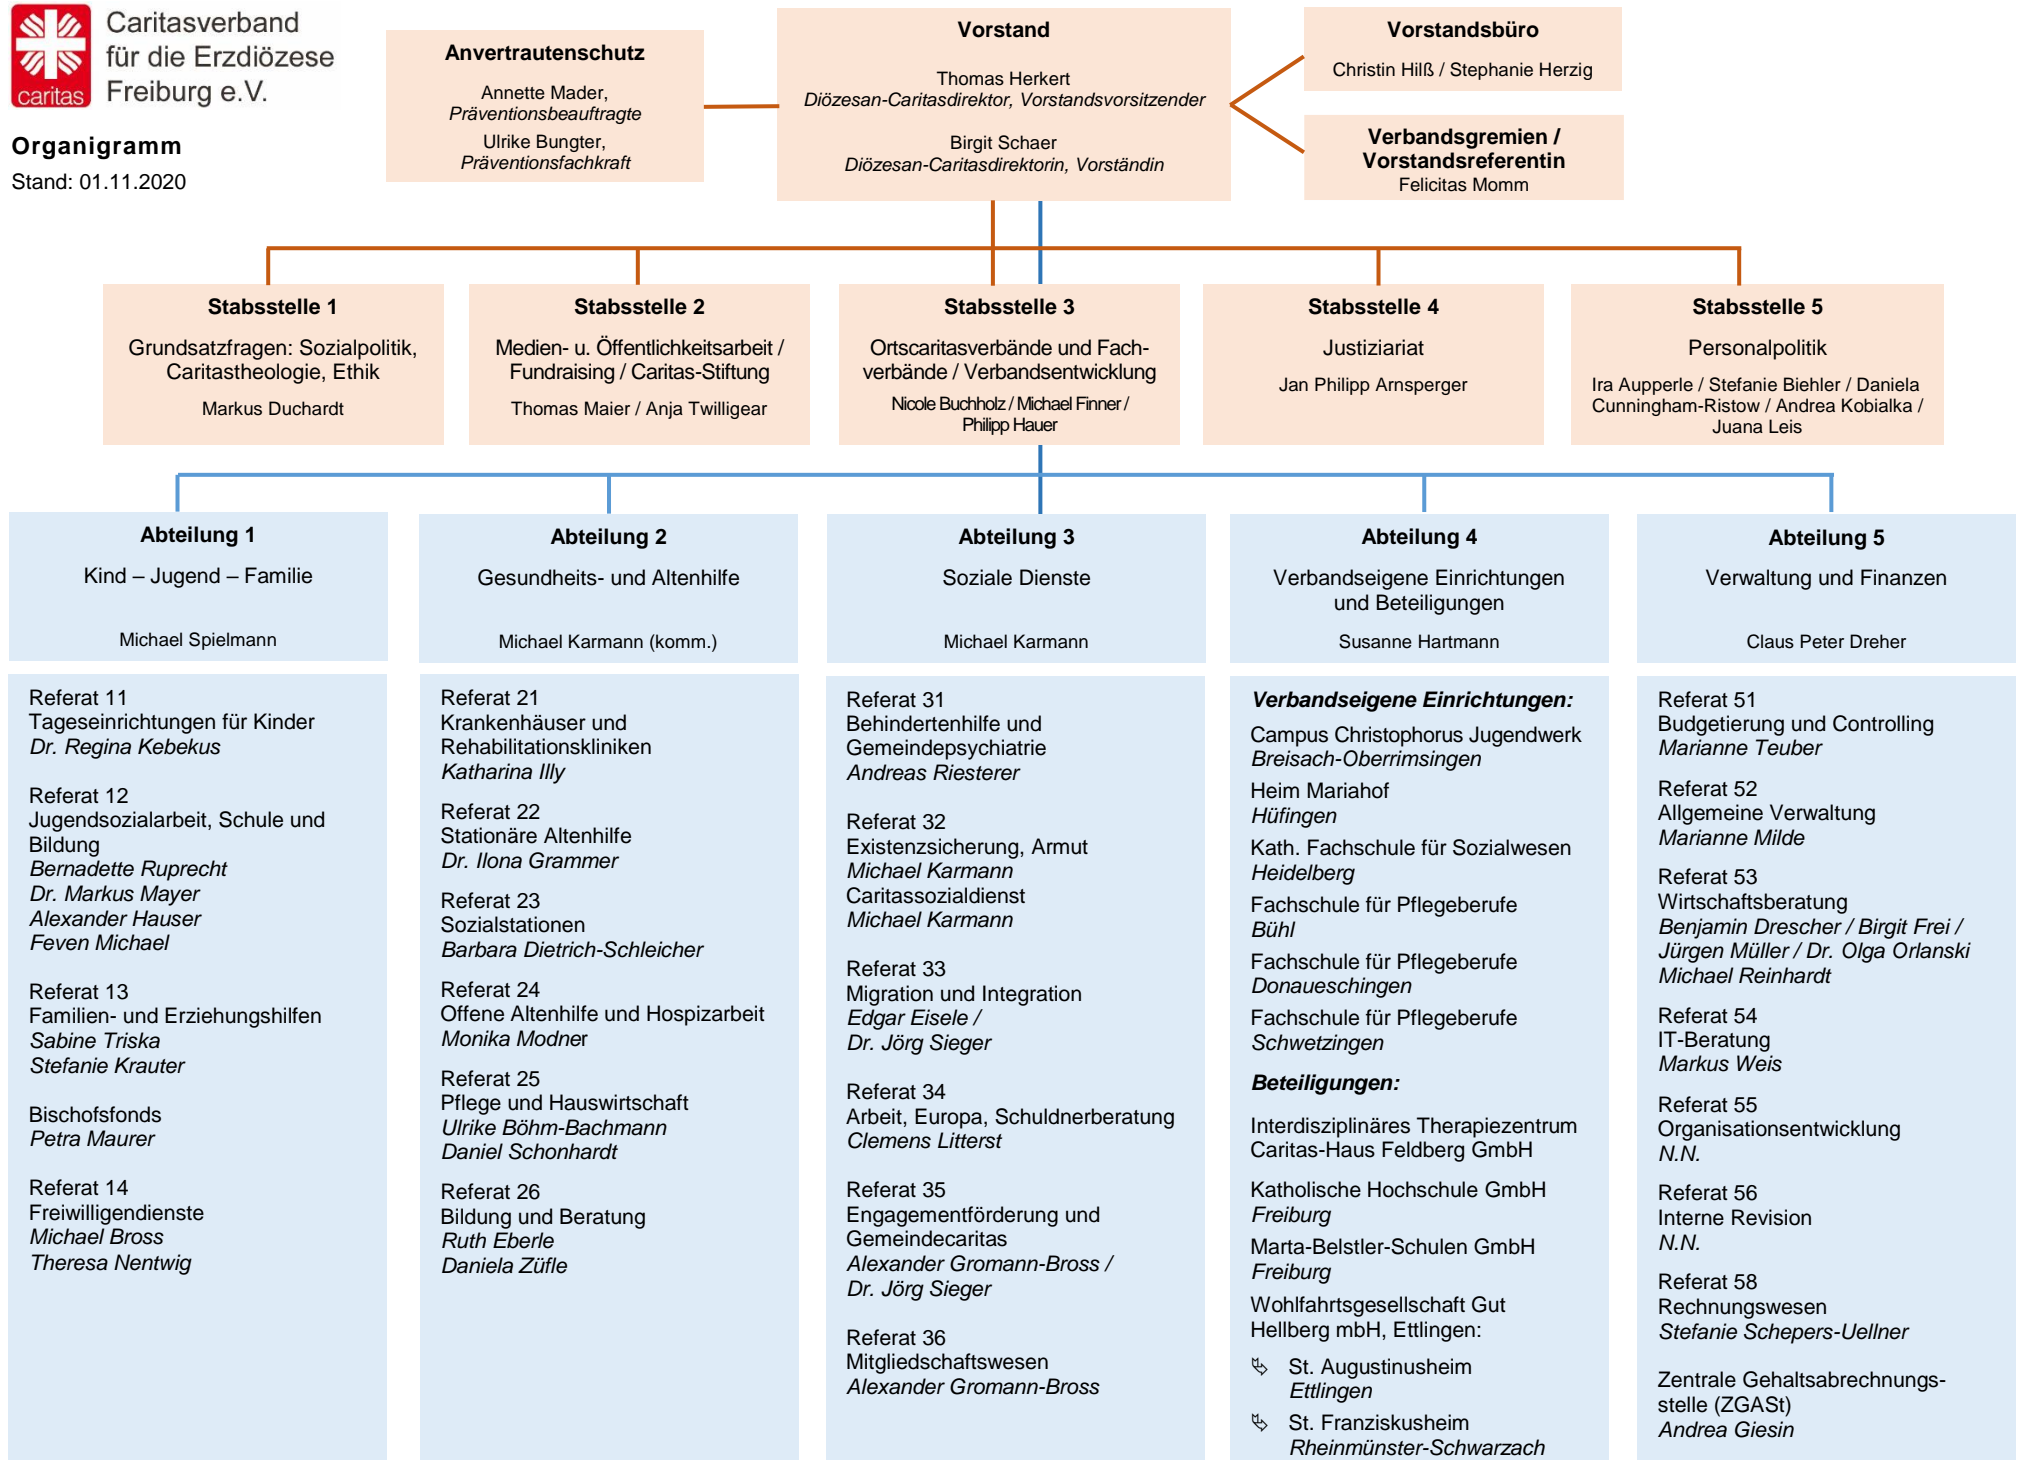 caritas
Caritasverband
für die Erzdiözese
Freiburg e.V.
Organigramm
Stand: 01.11.2020
Anvertrautenschutz
Annette Mader,
Präventionsbeauftragte
Ulrike Bungter,
Präventionsfachkraft
Vorstand
Thomas Herkert
Diözesan-Caritasdirektor, Vorstandsvorsitzender
Birgit Schaer
Diözesan-Caritasdirektorin, Vorständin
Vorstandsbüro
Christin Hilß / Stephanie Herzig
Verbandsgremien /
Vorstandsreferentin
Felicitas Momm
Stabsstelle 1
Grundsatzfragen: Sozialpolitik,
Caritastheologie, Ethik
Markus Duchardt
Stabsstelle 2
Medien- u. Öffentlichkeitsarbeit /
Fundraising / Caritas-Stiftung
Thomas Maier / Anja Twilligear
Stabsstelle 3
Ortscaritasverbände und Fach-
verbände / Verbandsentwicklung
Nicole Buchholz / Michael Finner /
Philipp Hauer
Stabsstelle 4
Justiziariat
Jan Philipp Arnsperger
Stabsstelle 5
Personalpolitik
Ira Aupperle / Stefanie Biehler / Daniela
Cunningham-Ristow / Andrea Kobialka /
Juana Leis
Abteilung 1
Kind – Jugend – Familie
Michael Spielmann
Referat 11
Tageseinrichtungen für Kinder
Dr. Regina Kebekus
Referat 12
Jugendsozialarbeit, Schule und
Bildung
Bernadette Ruprecht
Dr. Markus Mayer
Alexander Hauser
Feven Michael
Referat 13
Familien- und Erziehungshilfen
Sabine Triska
Stefanie Krauter
Bischofsfonds
Petra Maurer
Referat 14
Freiwilligendienste
Michael Bross
Theresa Nentwig
Abteilung 2
Gesundheits- und Altenhilfe
Michael Karmann (komm.)
Referat 21
Krankenhäuser und
Rehabilitationskliniken
Katharina Illy
Referat 22
Stationäre Altenhilfe
Dr. Ilona Grammer
Referat 23
Sozialstationen
Barbara Dietrich-Schleicher
Referat 24
Offene Altenhilfe und Hospizarbeit
Monika Modner
Referat 25
Pflege und Hauswirtschaft
Ulrike Böhm-Bachmann
Daniel Schonhardt
Referat 26
Bildung und Beratung
Ruth Eberle
Daniela Züfle
Abteilung 3
Soziale Dienste
Michael Karmann
Referat 31
Behindertenhilfe und
Gemeindepsychiatrie
Andreas Riesterer
Referat 32
Existenzsicherung, Armut
Michael Karmann
Caritassozialdienst
Michael Karmann
Referat 33
Migration und Integration
Edgar Eisele /
Dr. Jörg Sieger
Referat 34
Arbeit, Europa, Schuldnerberatung
Clemens Litterst
Referat 35
Engagementförderung und
Gemeindecaritas
Alexander Gromann-Bross /
Dr. Jörg Sieger
Referat 36
Mitgliedschaftswesen
Alexander Gromann-Bross
Abteilung 4
Verbandseigene Einrichtungen
und Beteiligungen
Susanne Hartmann
Verbandseigene Einrichtungen:
Campus Christophorus Jugendwerk
Breisach-Oberrimsingen
Heim Mariahof
Hüfingen
Kath. Fachschule für Sozialwesen
Heidelberg
Fachschule für Pflegeberufe
Bühl
Fachschule für Pflegeberufe
Donaueschingen
Fachschule für Pflegeberufe
Schwetzingen
Beteiligungen:
Interdisziplinäres Therapiezentrum
Caritas-Haus Feldberg GmbH
Katholische Hochschule GmbH
Freiburg
Marta-Belstler-Schulen GmbH
Freiburg
Wohlfahrtsgesellschaft Gut
Hellberg mbH, Ettlingen:
St. Augustinusheim
Ettlingen
St. Franziskusheim
Rheinmünster-Schwarzach
Abteilung 5
Verwaltung und Finanzen
Claus Peter Dreher
Referat 51
Budgetierung und Controlling
Marianne Teuber
Referat 52
Allgemeine Verwaltung
Marianne Milde
Referat 53
Wirtschaftsberatung
Benjamin Drescher / Birgit Frei /
Jürgen Müller / Dr. Olga Orlanski
Michael Reinhardt
Referat 54
IT-Beratung
Markus Weis
Referat 55
Organisationsentwicklung
N.N.
Referat 56
Interne Revision
N.N.
Referat 58
Rechnungswesen
Stefanie Schepers-Uellner
Zentrale Gehaltsabrechnungs-
stelle (ZGASt)
Andrea Giesin